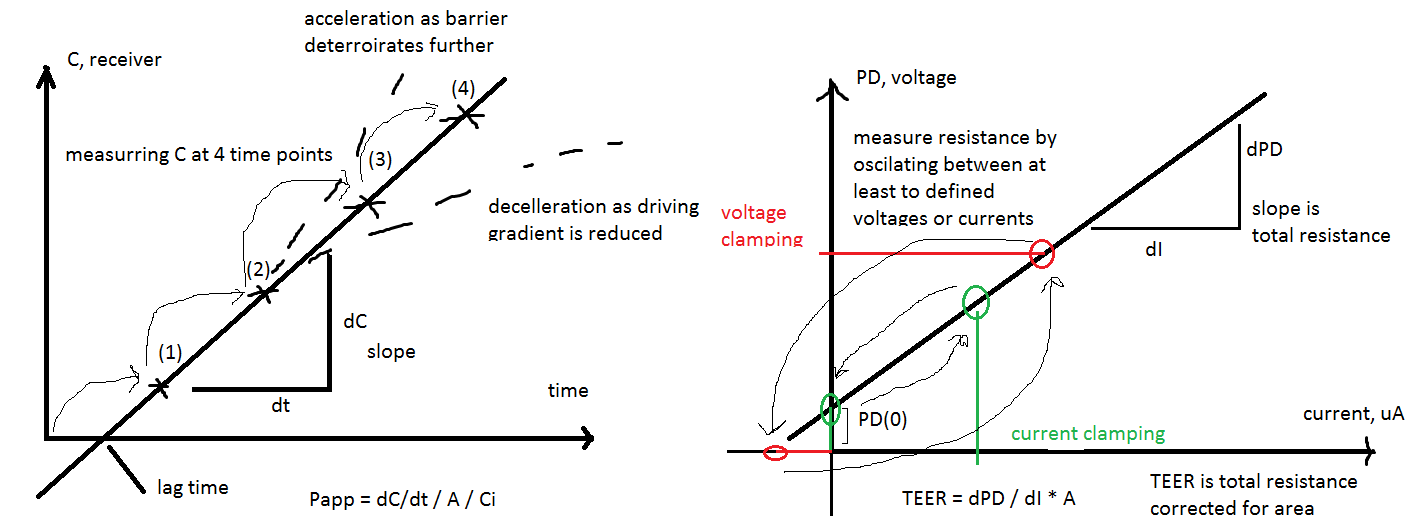 acceleration as barrier
deterroirates further
C, receiver
(4)
measurring C at 4 time points
(3)
decelleration as driving
gradient is reduced
(2)
dC
slope
(1)
dt
time
lag time
Papp = dC/dt / A / Ci
PD, voltage
measure resistance by
oscilating between at
least to defined
voltages or currents
voltage
clamping
dPD
slope is
total resistance
dI
PD(0)
current, uA
current clamping
TEER = dPD / dI * A
TEER is total resistance
corrected for area